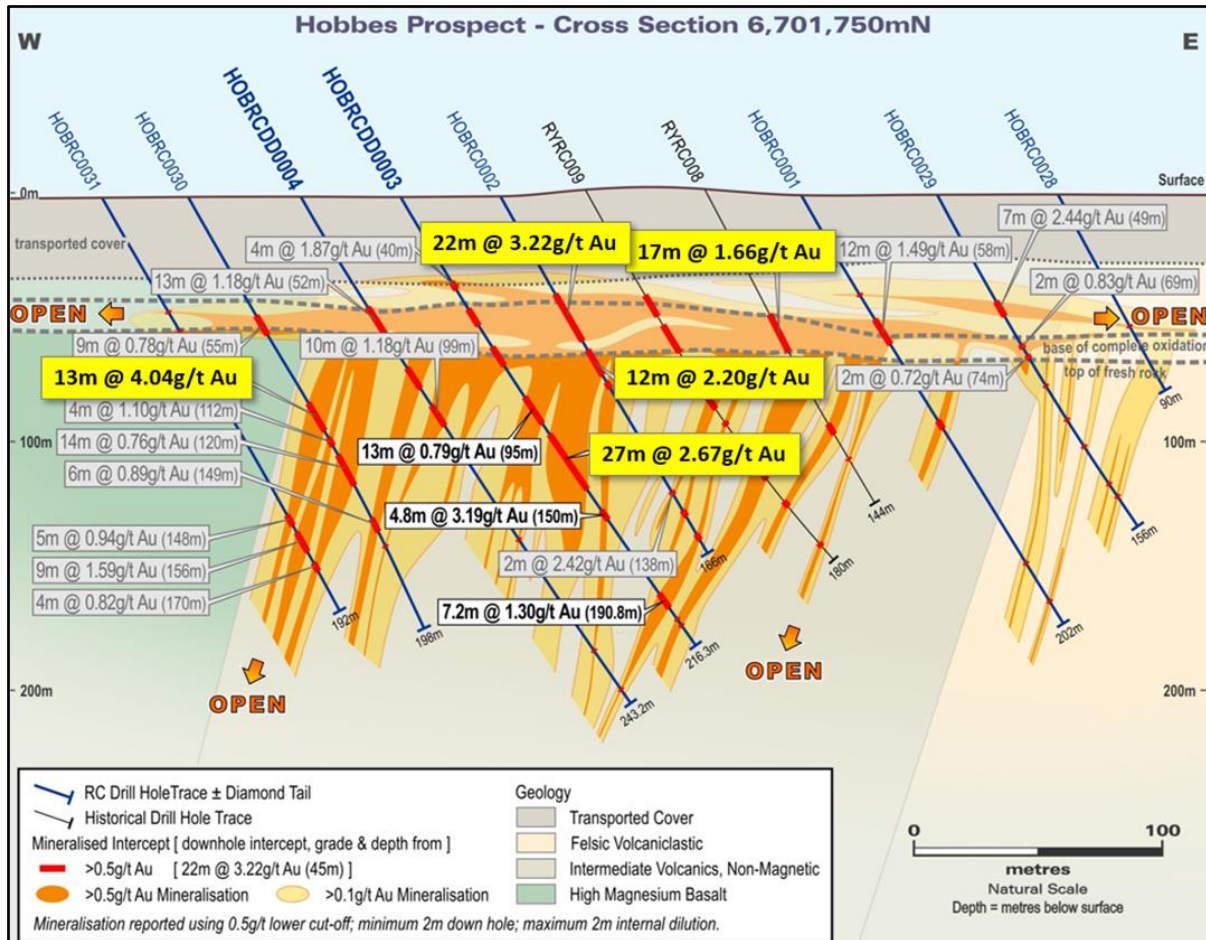 Hobbes Prospect - Cross Section 6,701,750mN
W
E
HOBRC0031
HOBRC0030
HOBRCDD0004
HOBRCDD0003
HOBRC0002
RYRC009
RYRC008
HOBRC0001
HOBRC0029
HOBRC0028
0m
Surface
transported cover
4m @ 1.87g/t Au (40m)
22m @ 3.22g/t Au
17m @ 1.66g/t Au
12m @ 1.49g/t Au (58m)
7m @ 2.44g/t Au (49m)
13m @ 1.18g/t Au (52m)
2m @ 0.83g/t Au (69m)
OPEN
OPEN
9m @ 0.78g/t Au (55m)
10m @ 1.18g/t Au (99m)
base of complete oxidation
top of fresh rock
13m @ 4.04g/t Au
12m @ 2.20g/t Au
2m @ 0.72g/t Au (74m)
90m
4m @ 1.10g/t Au (112m)
100m
100m
14m @ 0.76g/t Au (120m)
13m @ 0.79g/t Au (95m)
27m @ 2.67g/t Au
6m @ 0.89g/t Au (149m)
144m
4.8m @ 3.19g/t Au (150m)
156m
5m @ 0.94g/t Au (148m)
9m @ 1.59g/t Au (156m)
2m @ 2.42g/t Au (138m)
166m
180m
4m @ 0.82g/t Au (170m)
7.2m @ 1.30g/t Au (190.8m)
192m
198m
216.3m
202m
OPEN
OPEN
200m
200m
243.2m
RC Drill HoleTrace ± Diamond Tail
Historical Drill Hole Trace
Mineralised Intercept [ downhole intercept, grade & depth from ]
>0.5g/t Au [ 22m @ 3.22g/t Au (45m) ]
>0.5g/t Au Mineralisation
>0.1g/t Au Mineralisation
Mineralisation reported using 0.5g/t lower cut-off; minimum 2m down hole; maximum 2m internal dilution.
Geology
Transported Cover
Felsic Volcaniclastic
Intermediate Volcanics, Non-Magnetic
High Magnesium Basalt
0
100
metres
Natural Scale
Depth = metres below surface